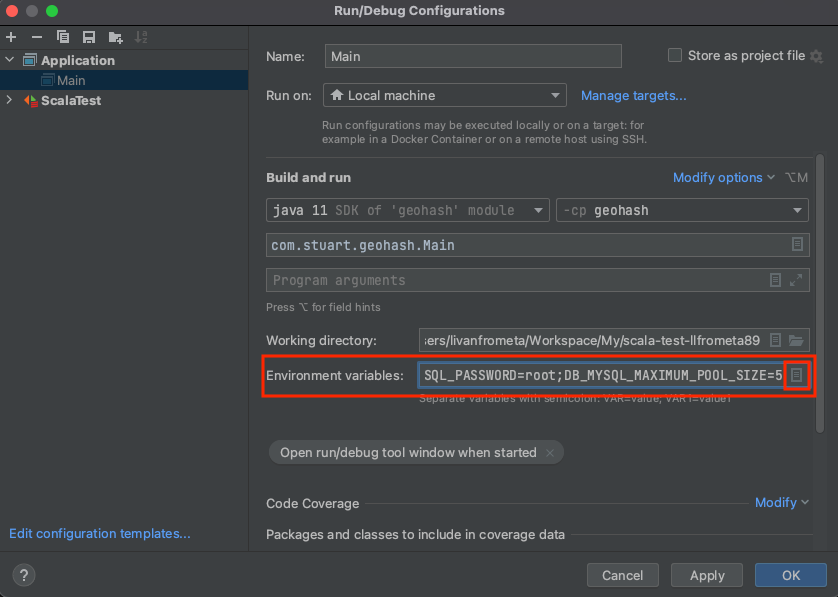 Run/Debug Configurations
Application
Main
ScalaTest
Name: Main
Store as project file
Run on: Local machine Manage targets...
Run configurations may be executed locally or on a target: for
example in a Docker Container or on a remote host using SSH.
Build and run Modify options ⌥M
java 11 SDK of 'geohash' module -cp geohash
com.stuart.geohash.Main
Program arguments
Press ⌥ for field hints
Working directory: :ers/livanfrometa/Workspace/My/scala-test-llfrometa89
Environment variables: SQL_PASSWORD=root;DB_MYSQL_MAXIMUM_POOL_SIZE=5
Separate variables with semicolon: VAR=value; VAR1=value1
Open run/debug tool window when started
Code Coverage Modify
Packages and classes to include in coverage data
Edit configuration templates...
? Cancel Apply OK